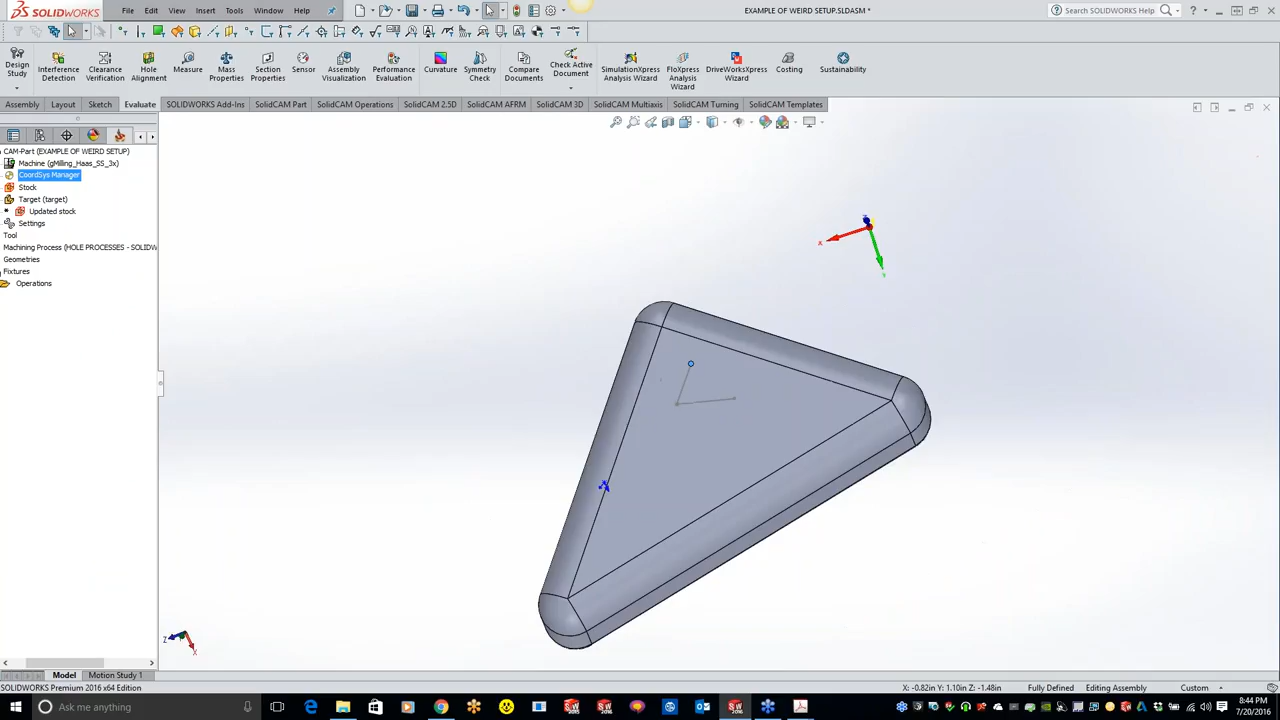 SOLIDWORKS File Edit View Insert Tools Window Help EXAMPLE OF WEIRD SETUP.SLDASM * Search SOLIDWORKS Help
Design Study
Interference Detection
Clearance Verification
Hole Alignment
Measure
Mass Properties
Section Properties
Sensor
Assembly Visualization
Performance Evaluation
Curvature
Symmetry Check
Compare Documents
Check Active Document
SimulationXpress Analysis Wizard
FloXpress Analysis Wizard
DriveWorksXpress Wizard
Costing
Sustainability
Assembly Layout Sketch Evaluate SOLIDWORKS Add-Ins SolidCAM Part SolidCAM Operations SolidCAM 2.5D SolidCAM AFRM SolidCAM 3D SolidCAM Multiaxis SolidCAM Turning SolidCAM Templates
CAM-Part (EXAMPLE OF WEIRD SETUP)
Machine (gMilling_Haas_SS_3x)
CoordSys Manager
Stock
Target (target)
* Updated stock
Settings
Tool
Machining Process (HOLE PROCESSES - SOLIDW
Geometries
Fixtures
Operations
Z
X
Y
Z
X
Model Motion Study 1
SOLIDWORKS Premium 2016 x64 Edition X: -0.82in Y: 1.10in Z: -1.48in Fully Defined Editing Assembly Custom
Ask me anything
8:44 PM
7/20/2016